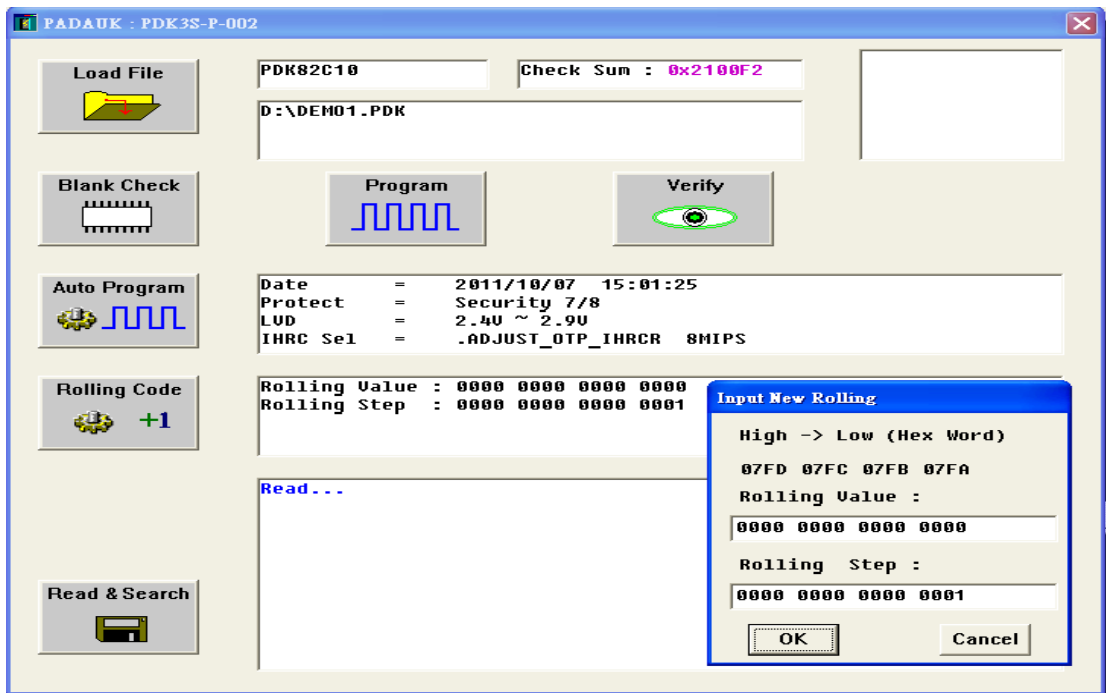 PADAUK : PDK3S-P-002
Load File
PDK82C10
Check Sum : 0x2100F2
D:\DEMO1.PDK
Blank Check
Program
Verify
Auto Program
Date = 2011/10/07 15:01:25
Protect = Security 7/8
LVD = 2.4V ~ 2.9V
IHRC Sel = .ADJUST_OTP_IHRCR 8MIPS
Rolling Code
+1
Rolling Value : 0000 0000 0000 0000
Rolling Step : 0000 0000 0000 0001
Input New Rolling
High -> Low (Hex Word)
07FD 07FC 07FB 07FA
Rolling Value :
0000 0000 0000 0000
Rolling Step :
0000 0000 0000 0001
OK
Cancel
Read...
Read & Search